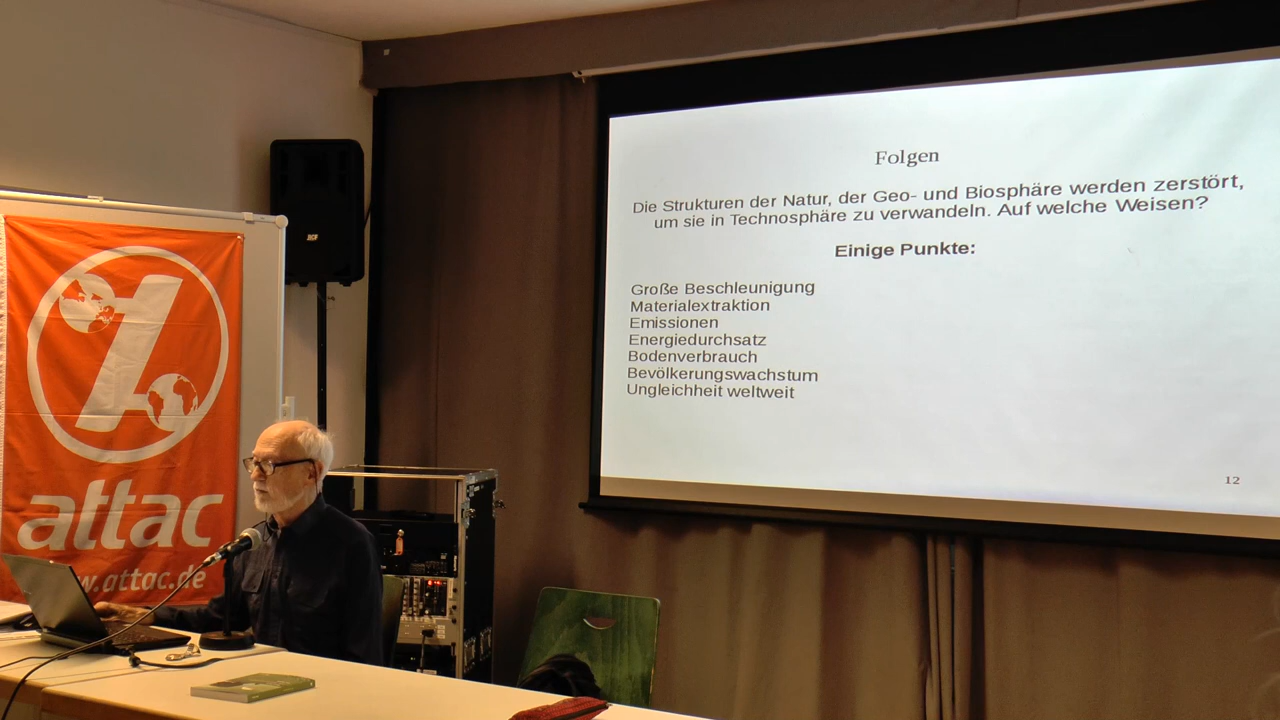 Folgen
Die Strukturen der Natur, der Geo- und Biosphäre werden zerstört,
um sie in Technosphäre zu verwandeln. Auf welche Weisen?
Einige Punkte:
Große Beschleunigung
Materialextraktion
Emissionen
Energiedurchsatz
Bodenverbrauch
Bevölkerungswachstum
Ungleichheit weltweit
12
attac
w.attac.de